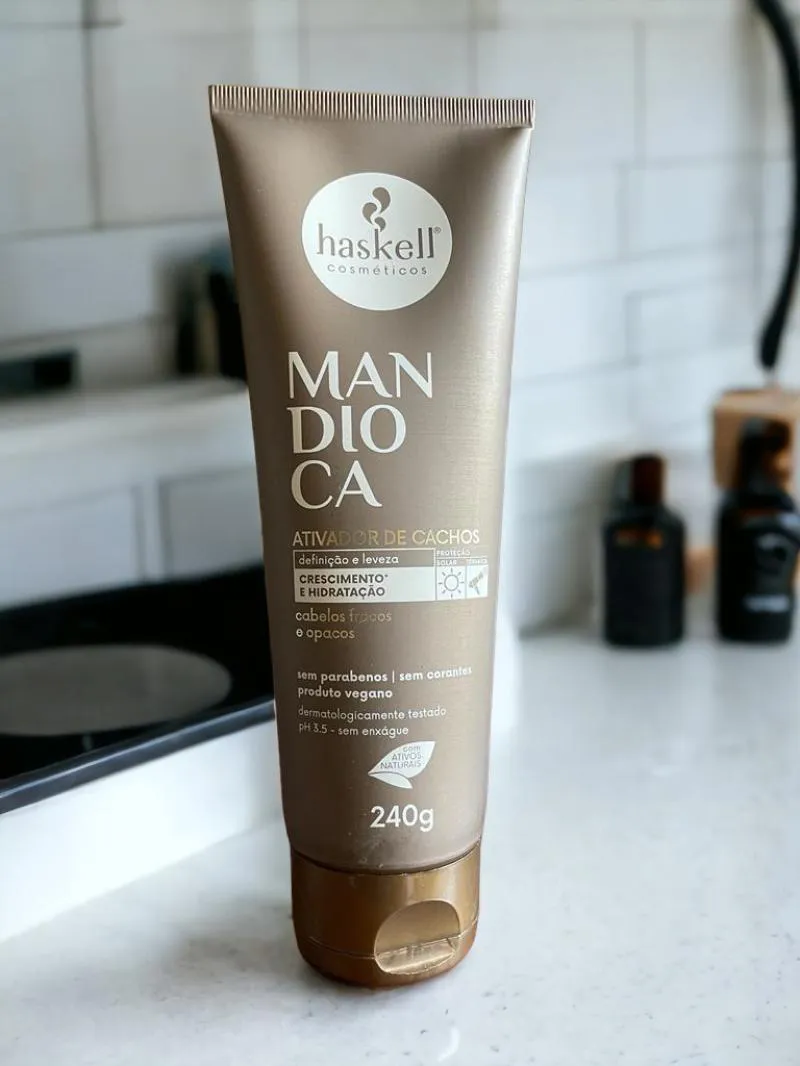 haskell®
cosméticos
MAN
DIO
CA
ATIVADOR DE CACHOS
definição e leveza
PROTEÇÃO
SOLAR TÉRMICA
CRESCIMENTO*
E HIDRATAÇÃO
cabelos fracos
e opacos
sem parabenos | sem corantes
produto vegano
dermatologicamente testado
pH 3.5 - sem enxágue
com
ATIVOS
NATURAIS
240g